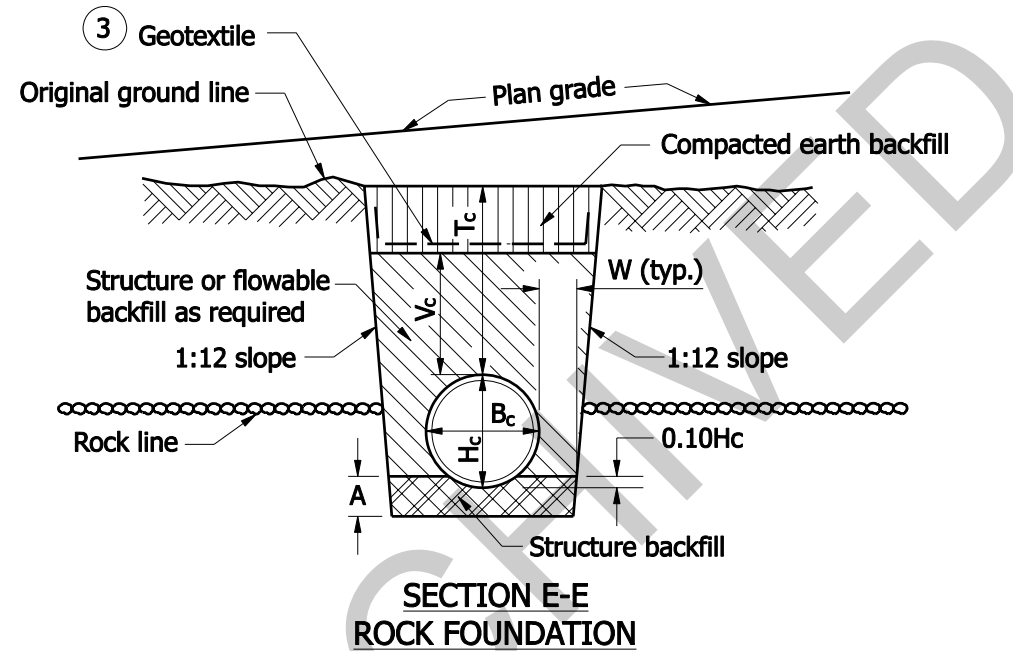 3 Geotextile
Original ground line
Plan grade
Compacted earth backfill
Tc
W (typ.)
Structure or flowable
backfill as required
Vc
1:12 slope
1:12 slope
Bc
Rock line
Hc
0.10Hc
A
Structure backfill
SECTION E-E
ROCK FOUNDATION
CHIVED